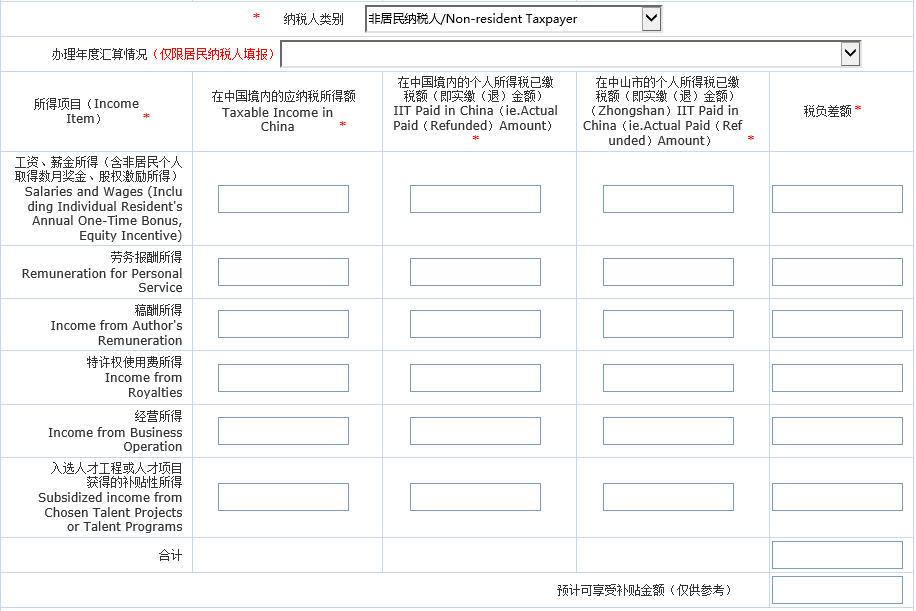 * 纳税人类别 非居民纳税人/Non-resident Taxpayer
办理年度汇算情况（仅限居民纳税人填报）
所得项目（Income
Item） *
在中国境内的应纳税所得额
Taxable Income in
China *
在中国境内的个人所得税已缴
税额（即实缴（退）金额）
IIT Paid in China（ie.Actual
Paid（Refunded）Amount）
*
在中山市的个人所得税已缴
税额（即实缴（退）金额）
（Zhongshan）IIT Paid in
China（ie.Actual Paid（Ref
unded）Amount） *
税负差额 *
工资、薪金所得（含非居民个人
取得数月奖金、股权激励所得）
Salaries and Wages (Inclu
ding Individual Resident's
Annual One-Time Bonus,
Equity Incentive)
劳务报酬所得
Remuneration for Personal
Service
稿酬所得
Income from Author's
Remuneration
特许权使用费所得
Income from
Royalties
经营所得
Income from Business
Operation
入选人才工程或人才项目
获得的补贴性所得
Subsidized income from
Chosen Talent Projects
or Talent Programs
合计
预计可享受补贴金额（仅供参考）